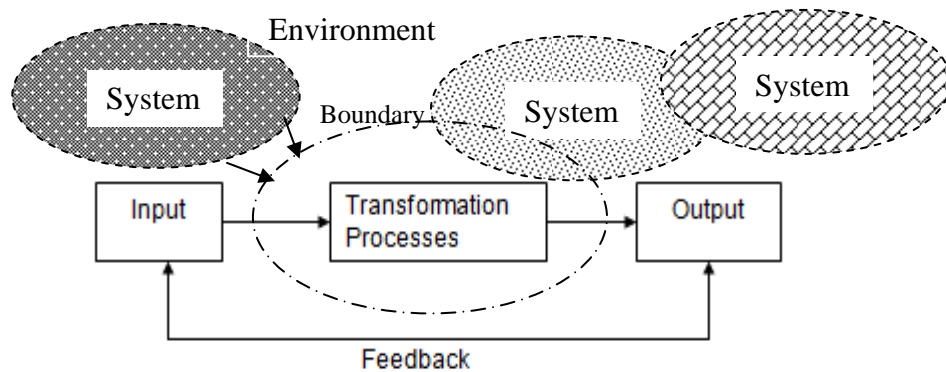 Environment
System
System
System
Boundary
Input
Transformation
Processes
Output
Feedback